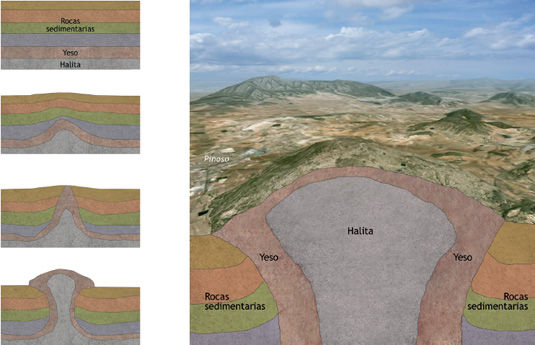 Rocas
sedimentarias
Yeso
Halita
Pinoso
Halita
Yeso
Yeso
Rocas
sedimentarias
Rocas
sedimentarias